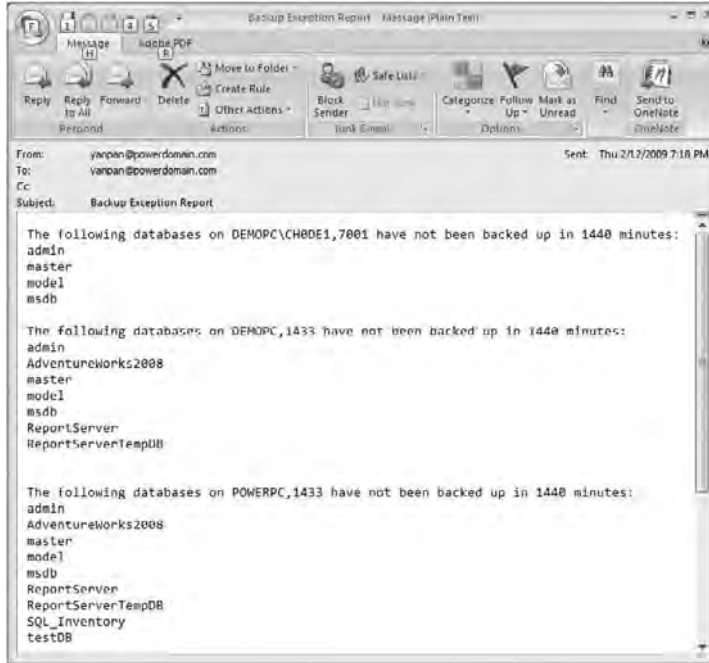 Backup Exception Report - Message (Plain Text)
F 1 4 5
Message Adobe PDF
H R
Reply
Reply to All
Forward
Respond
Delete
Move to Folder
Create Rule
Other Actions
Actions
Block Sender
Safe Lists
Not Junk
Junk E-mail
Categorize
Follow Up
Mark as Unread
Options
Find
Send to OneNote
OneNote
From: yanpan@powerdomain.com Sent: Thu 2/12/2009 7:18 PM
To: yanpan@powerdomain.com
Cc:
Subject: Backup Exception Report
The following databases on DEMOPC\CH0DE1,7001 have not been backed up in 1440 minutes:
admin
master
model
msdb
The following databases on DEMOPC,1433 have not been backed up in 1440 minutes:
admin
AdventureWorks2008
master
model
msdb
ReportServer
ReportServerTempDB
The following databases on POWERPC,1433 have not been backed up in 1440 minutes:
admin
AdventureWorks2008
master
model
msdb
ReportServer
ReportServerTempDB
SQL_Inventory
testDB